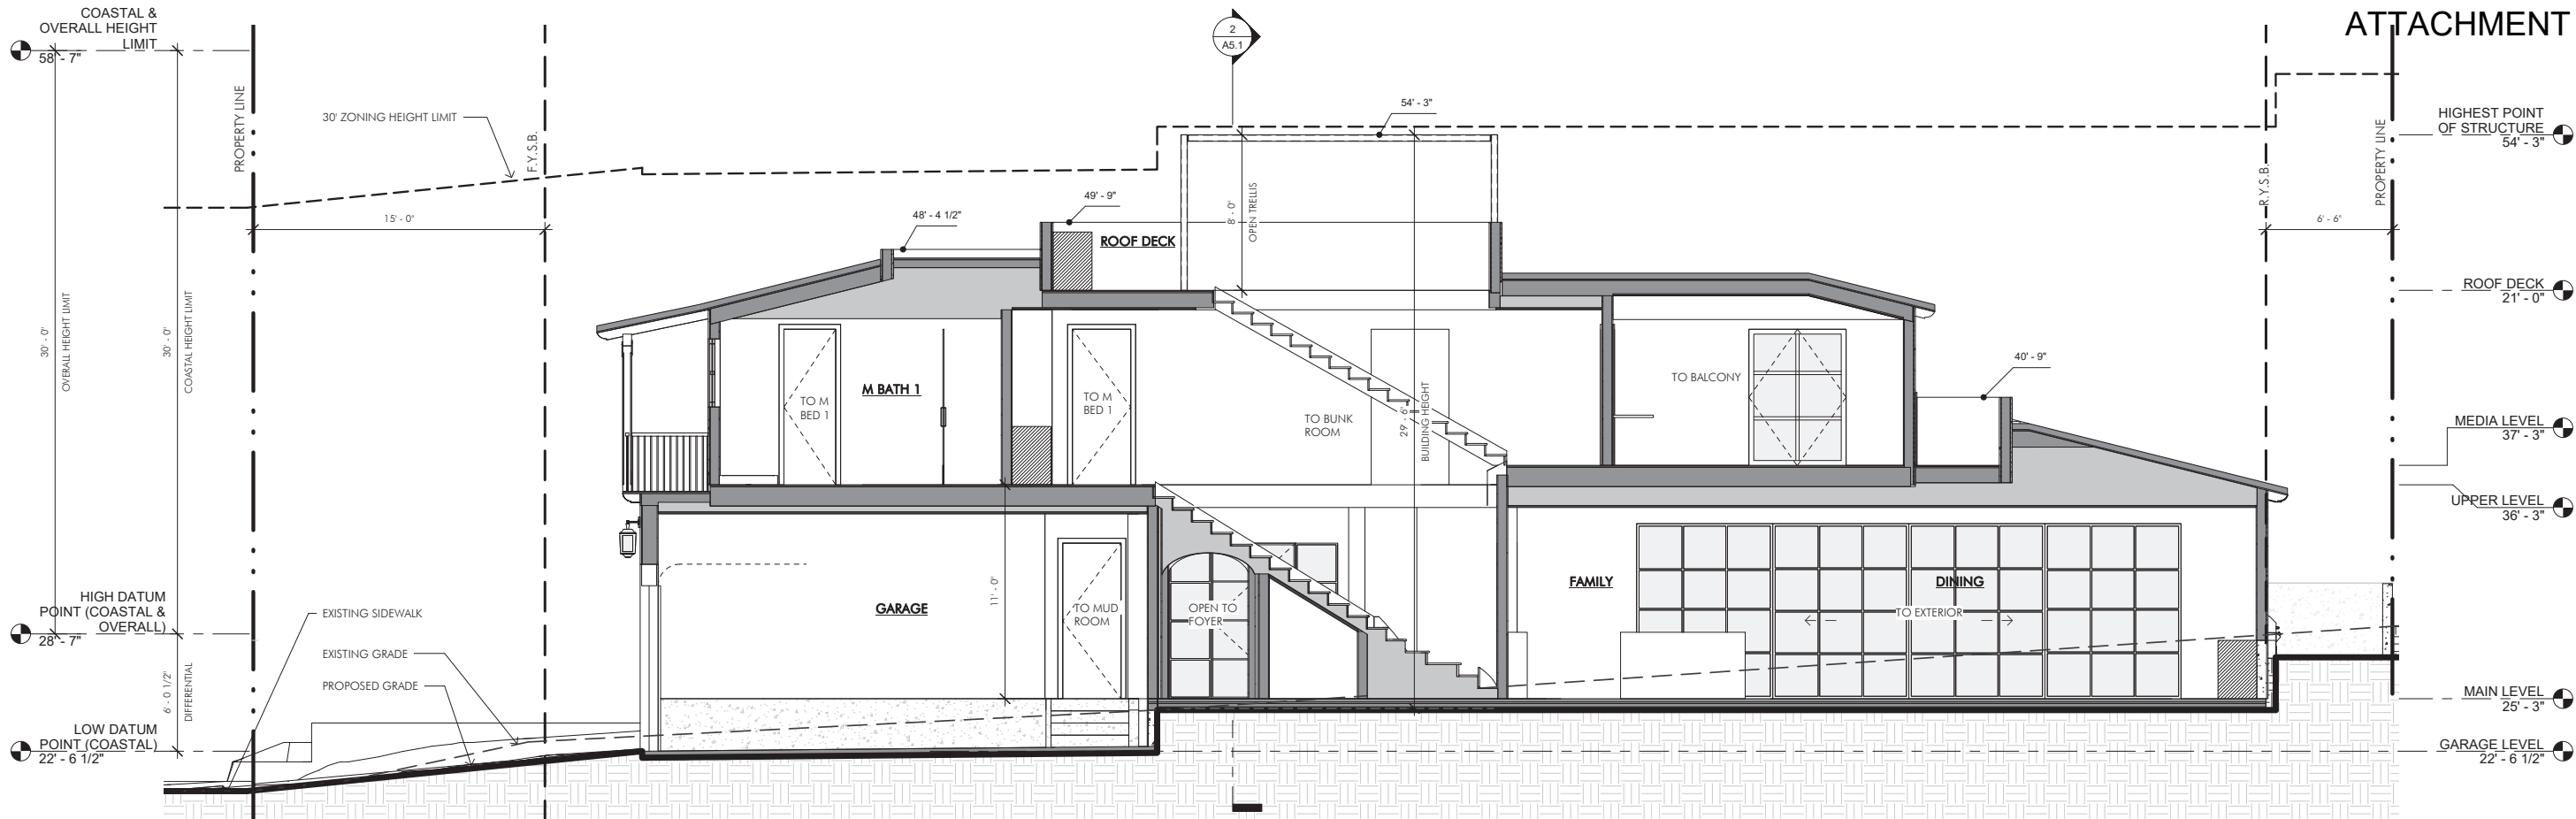 COASTAL &
OVERALL HEIGHT
LIMIT
58' - 7"
ATTACHMENT
2
A5.1
PROPERTY LINE
30' ZONING HEIGHT LIMIT
F.Y.S.B.
54' - 3"
HIGHEST POINT
OF STRUCTURE
54' - 3"
PROPERTY LINE
R.Y.S.B.
15' - 0"
48' - 4 1/2"
49' - 9"
ROOF DECK
8' - 0"
OPEN TRELLIS
6' - 6"
ROOF DECK
21' - 0"
30' - 0"
OVERALL HEIGHT LIMIT
30' - 0"
COASTAL HEIGHT LIMIT
40' - 9"
M BATH 1
TO M
BED 1
TO M
BED 1
TO BUNK
ROOM
29' - 6"
BUILDING HEIGHT
TO BALCONY
MEDIA LEVEL
37' - 3"
UPPER LEVEL
36' - 3"
HIGH DATUM
POINT (COASTAL &
OVERALL)
28' - 7"
EXISTING SIDEWALK
EXISTING GRADE
PROPOSED GRADE
6' - 0 1/2"
DIFFERENTIAL
GARAGE
11' - 0"
TO MUD
ROOM
OPEN TO
FOYER
FAMILY
DINING
TO EXTERIOR
MAIN LEVEL
25' - 3"
LOW DATUM
POINT (COASTAL)
22' - 6 1/2"
GARAGE LEVEL
22' - 6 1/2"